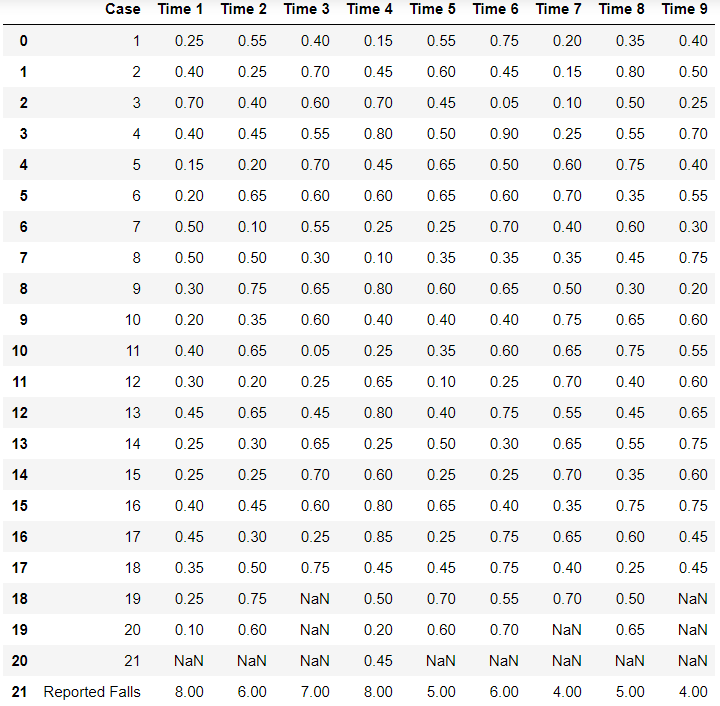 Case Time 1 Time 2 Time 3 Time 4 Time 5 Time 6 Time 7 Time 8 Time 9
0 1 0.25 0.55 0.40 0.15 0.55 0.75 0.20 0.35 0.40
1 2 0.40 0.25 0.70 0.45 0.60 0.45 0.15 0.80 0.50
2 3 0.70 0.40 0.60 0.70 0.45 0.05 0.10 0.50 0.25
3 4 0.40 0.45 0.55 0.80 0.50 0.90 0.25 0.55 0.70
4 5 0.15 0.20 0.70 0.45 0.65 0.50 0.60 0.75 0.40
5 6 0.20 0.65 0.60 0.60 0.65 0.60 0.70 0.35 0.55
6 7 0.50 0.10 0.55 0.25 0.25 0.70 0.40 0.60 0.30
7 8 0.50 0.50 0.30 0.10 0.35 0.35 0.35 0.45 0.75
8 9 0.30 0.75 0.65 0.80 0.60 0.65 0.50 0.30 0.20
9 10 0.20 0.35 0.60 0.40 0.40 0.40 0.75 0.65 0.60
10 11 0.40 0.65 0.05 0.25 0.35 0.60 0.65 0.75 0.55
11 12 0.30 0.20 0.25 0.65 0.10 0.25 0.70 0.40 0.60
12 13 0.45 0.65 0.45 0.80 0.40 0.75 0.55 0.45 0.65
13 14 0.25 0.30 0.65 0.25 0.50 0.30 0.65 0.55 0.75
14 15 0.25 0.25 0.70 0.60 0.25 0.25 0.70 0.35 0.60
15 16 0.40 0.45 0.60 0.80 0.65 0.40 0.35 0.75 0.75
16 17 0.45 0.30 0.25 0.85 0.25 0.75 0.65 0.60 0.45
17 18 0.35 0.50 0.75 0.45 0.45 0.75 0.40 0.25 0.45
18 19 0.25 0.75 NaN 0.50 0.70 0.55 0.70 0.50 NaN
19 20 0.10 0.60 NaN 0.20 0.60 0.70 NaN 0.65 NaN
20 21 NaN NaN NaN 0.45 NaN NaN NaN NaN NaN
21 Reported Falls 8.00 6.00 7.00 8.00 5.00 6.00 4.00 5.00 4.00